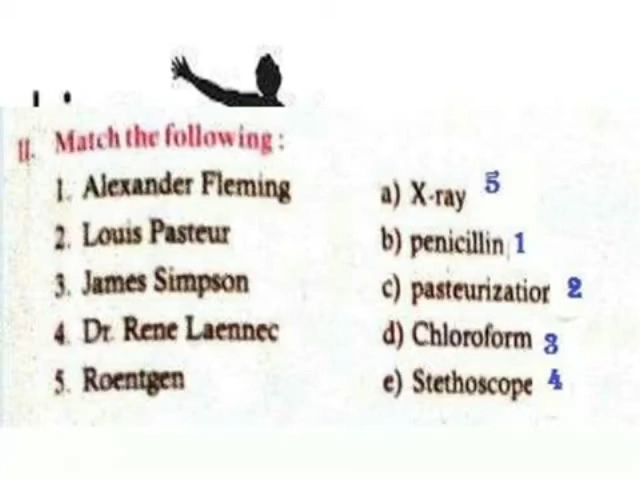 II. Match the following :
1. Alexander Fleming
2. Louis Pasteur
3. James Simpson
4. Dr. Rene Laennec
5. Roentgen
a) X-ray 5
b) penicillin 1
c) pasteurization 2
d) Chloroform 3
e) Stethoscope 4